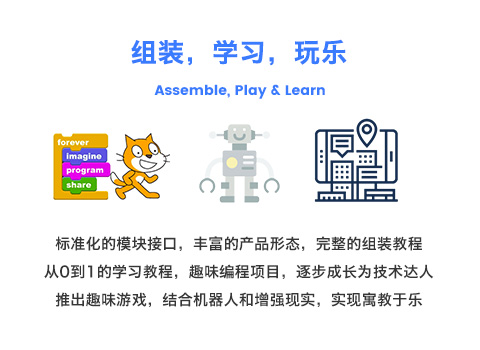 组装，学习，玩乐
Assemble, Play & Learn
forever
imagine
program
share
标准化的模块接口，丰富的产品形态，完整的组装教程
从0到1的学习教程，趣味编程项目，逐步成长为技术达人
推出趣味游戏，结合机器人和增强现实，实现寓教于乐